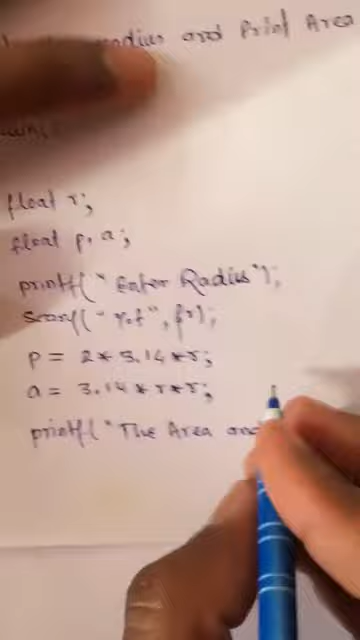 radius and Print Area
float r;
float p, a;
printf("Enter Radius");
scanf("%f", &r);
p = 2*3.14*r;
a = 3.14*r*r;
printf("The Area and